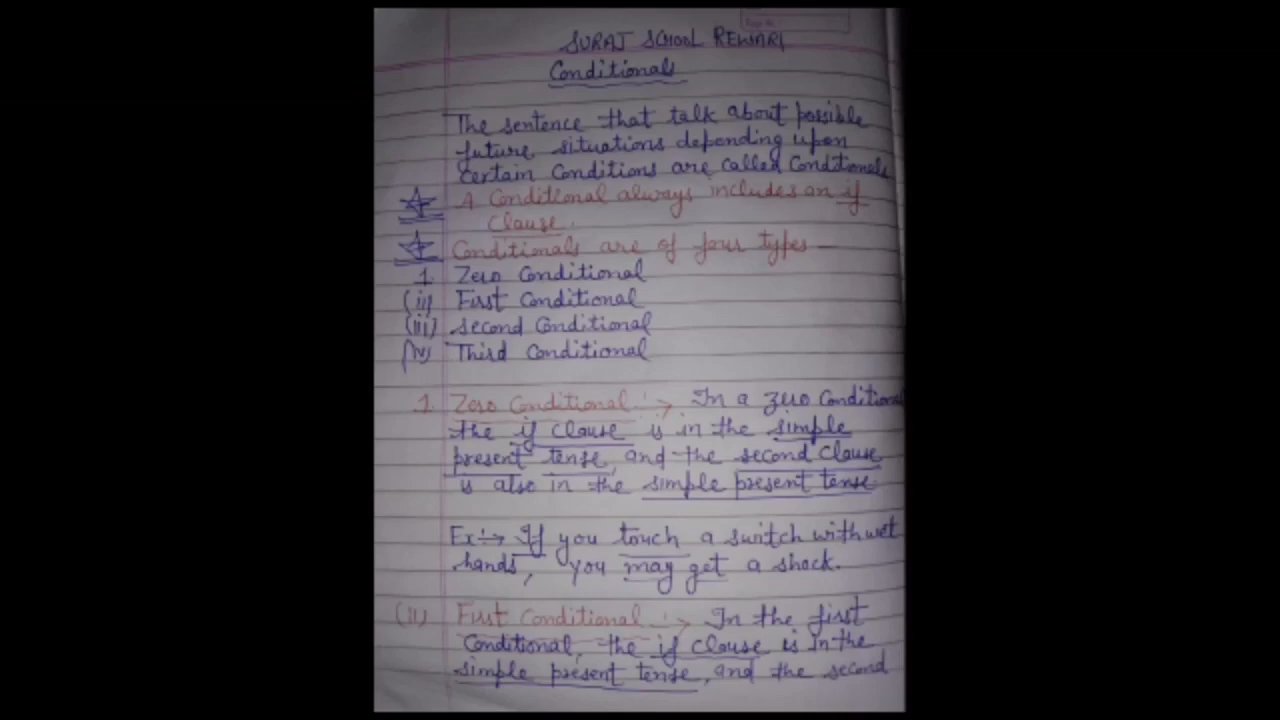 SURAJ SCHOOL REWARI
Conditionals
The sentence that talk about possible
future situations depending upon
certain Conditions are called Conditionals
A Conditional always includes an if
Clause.
Conditionals are of four types
1. Zero Conditional
(ii) First Conditional
(iii) Second Conditional
(iv) Third Conditional
1. Zero Conditional :→ In a zero Conditional
the if clause is in the simple
present tense, and the second Clause
is also in the simple present tense
Ex:→ If you touch a switch with wet
hands, you may get a shock.
(ii) First Conditional :→ In the first
Conditional, the if clause is in the
simple present tense, and the second